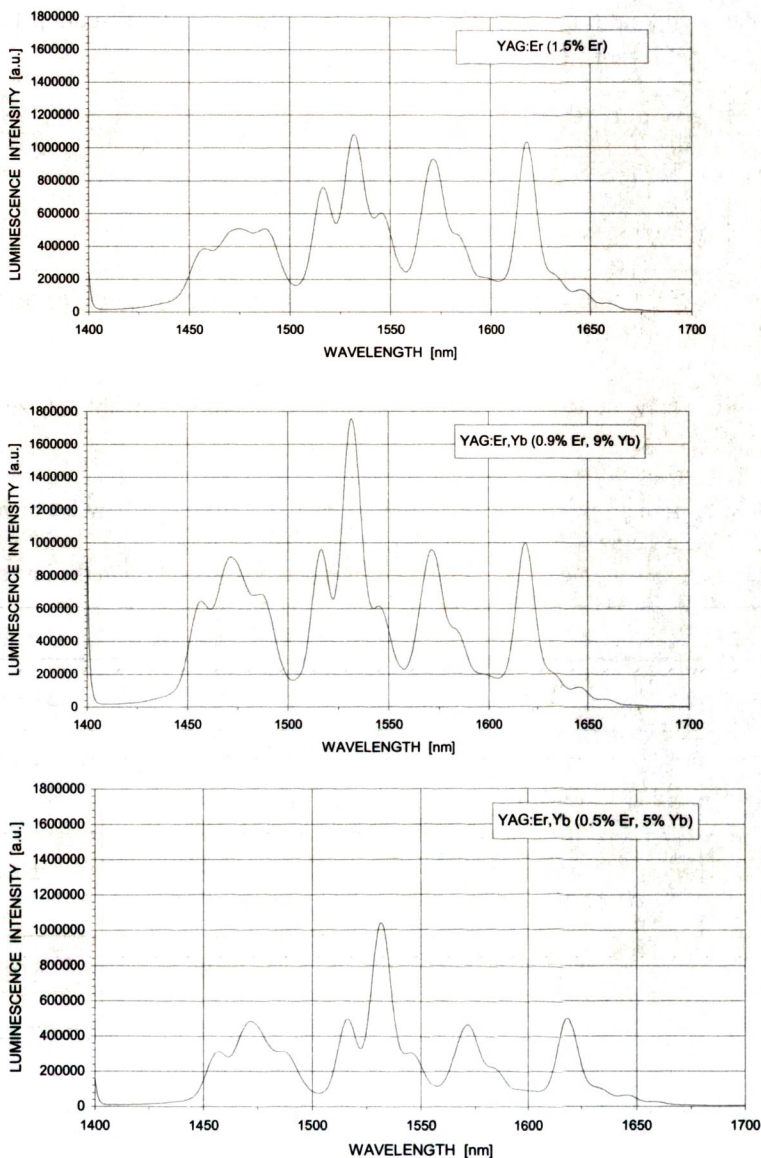 LUMINESCENCE INTENSITY [a.u.]
1800000
1600000
1400000
1200000
1000000
800000
600000
400000
200000
0
YAG:Er (1.5% Er)
1400 1450 1500 1550 1600 1650 1700
WAVELENGTH [nm]
LUMINESCENCE INTENSITY [a.u.]
1800000
1600000
1400000
1200000
1000000
800000
600000
400000
200000
0
YAG:Er,Yb (0.9% Er, 9% Yb)
1400 1450 1500 1550 1600 1650 1700
WAVELENGTH [nm]
LUMINESCENCE INTENSITY [a.u.]
1800000
1600000
1400000
1200000
1000000
800000
600000
400000
200000
0
YAG:Er,Yb (0.5% Er, 5% Yb)
1400 1450 1500 1550 1600 1650 1700
WAVELENGTH [nm]